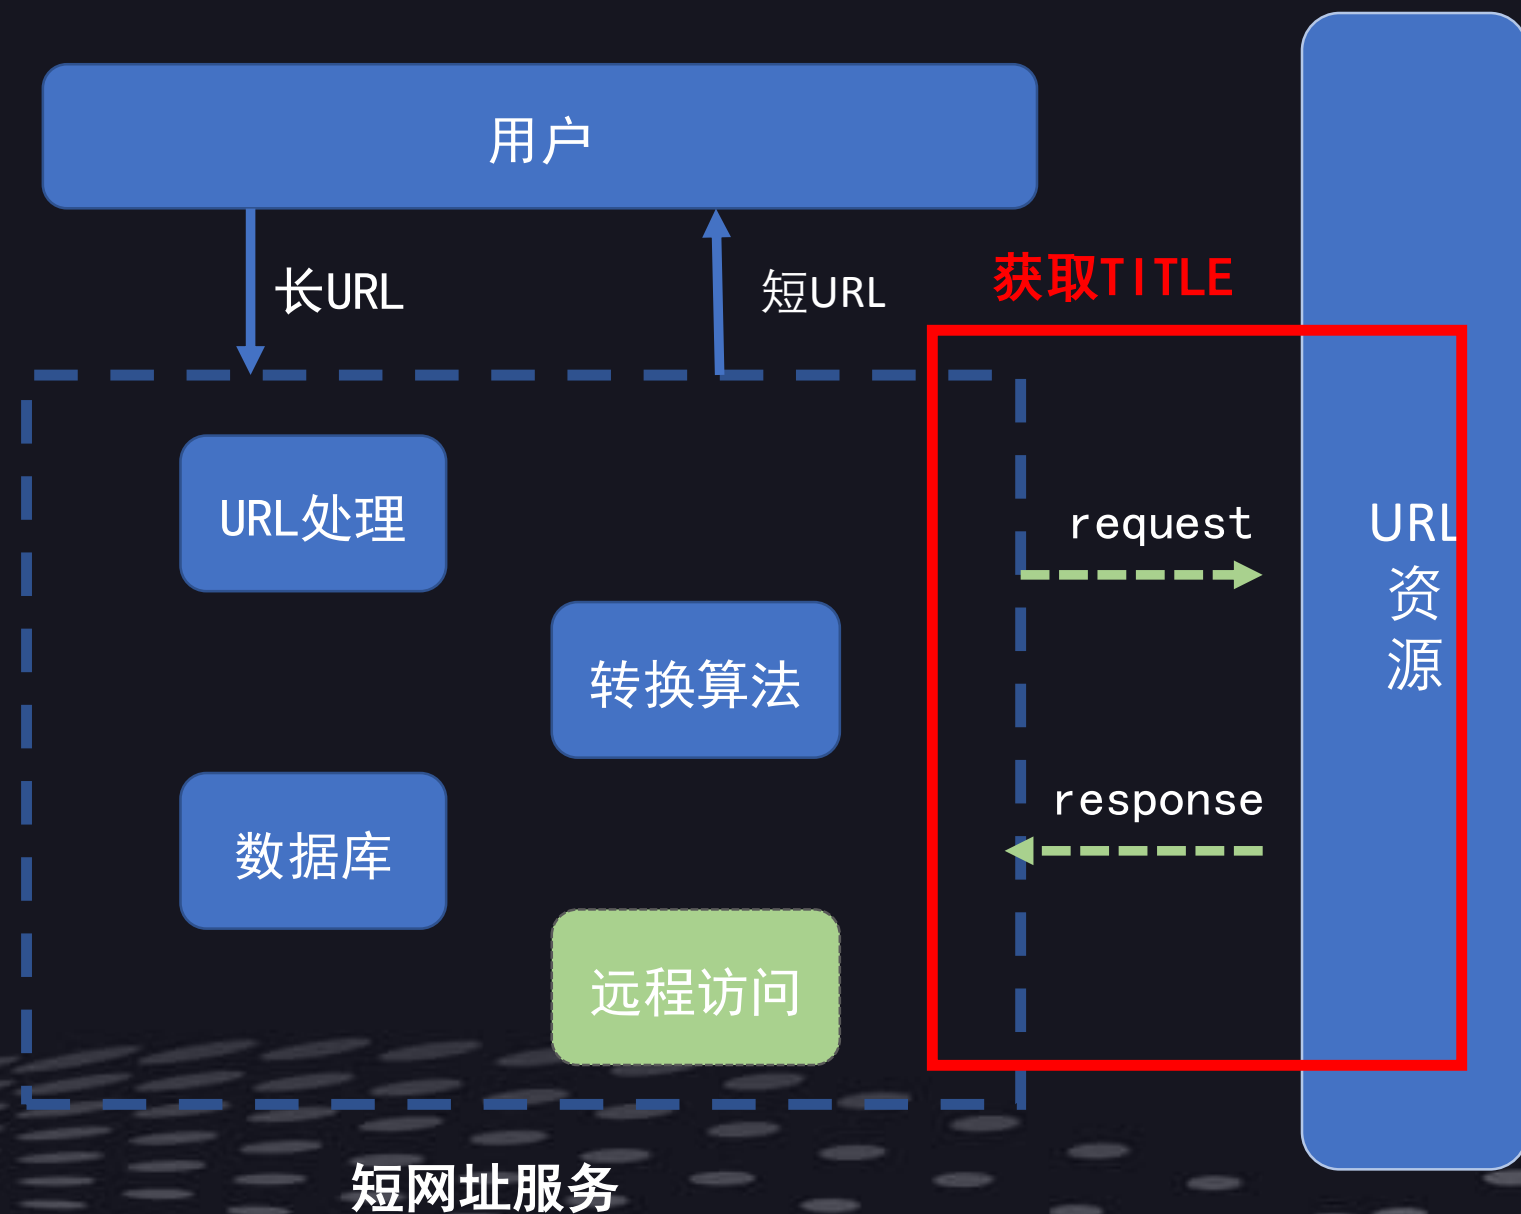 用户
长URL
短URL
获取TITLE
URL处理
request
URL
资
源
转换算法
response
数据库
远程访问
短网址服务